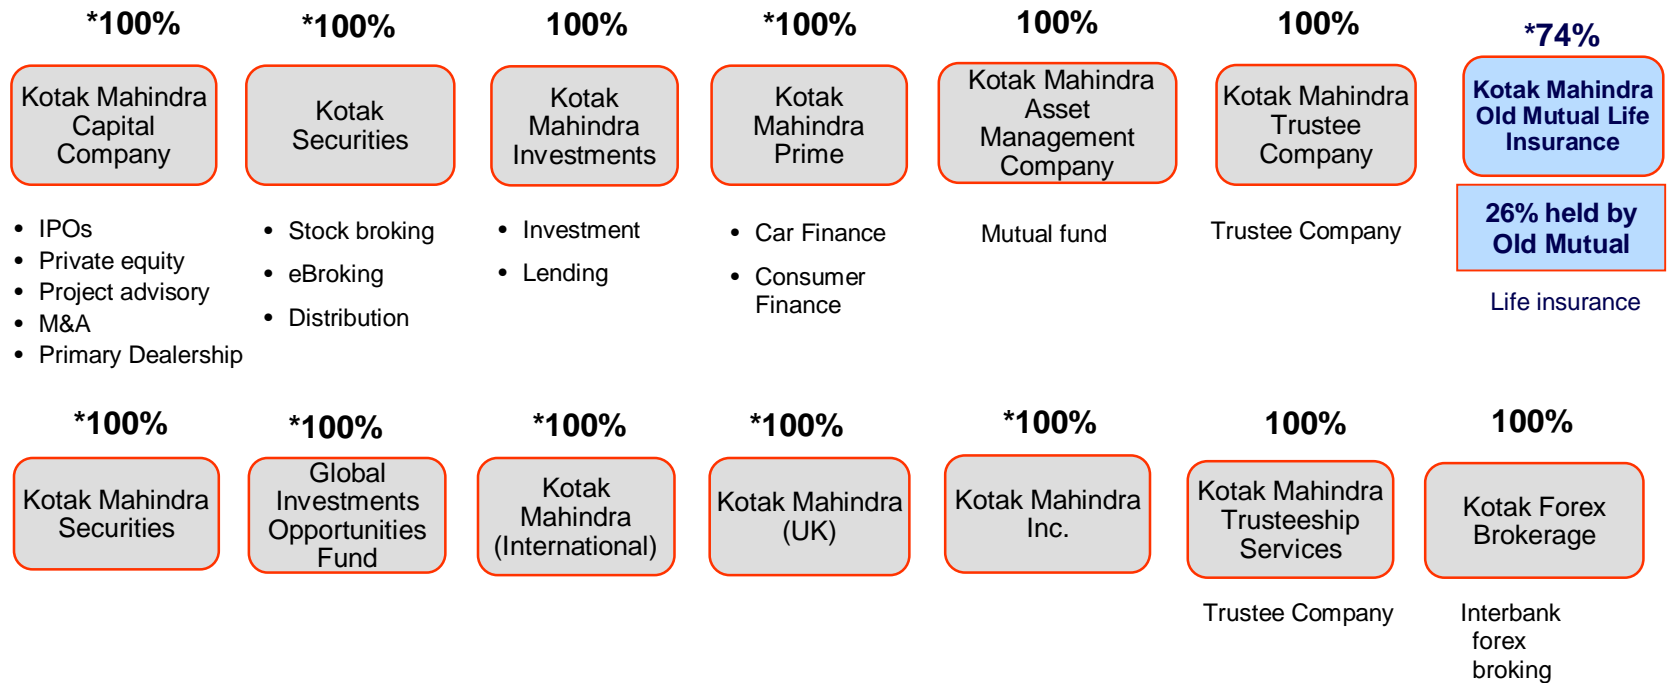 *100%
*100%
100%
*100%
100%
100%
*74%
Kotak Mahindra
Capital
Company
Kotak
Securities
Kotak
Mahindra
Investments
Kotak
Mahindra
Prime
Kotak Mahindra
Asset
Management
Company
Kotak Mahindra
Trustee
Company
Kotak Mahindra
Old Mutual Life
Insurance
26% held by
Old Mutual
• IPOs
• Private equity
• Project advisory
• M&A
• Primary Dealership
• Stock broking
• eBroking
• Distribution
• Investment
• Lending
• Car Finance
• Consumer
Finance
Mutual fund
Trustee Company
Life insurance
*100%
*100%
*100%
*100%
*100%
100%
100%
Kotak Mahindra
Securities
Global
Investments
Opportunities
Fund
Kotak
Mahindra
(International)
Kotak Mahindra
(UK)
Kotak Mahindra
Inc.
Kotak Mahindra
Trusteeship
Services
Kotak Forex
Brokerage
Trustee Company
Interbank
forex
broking